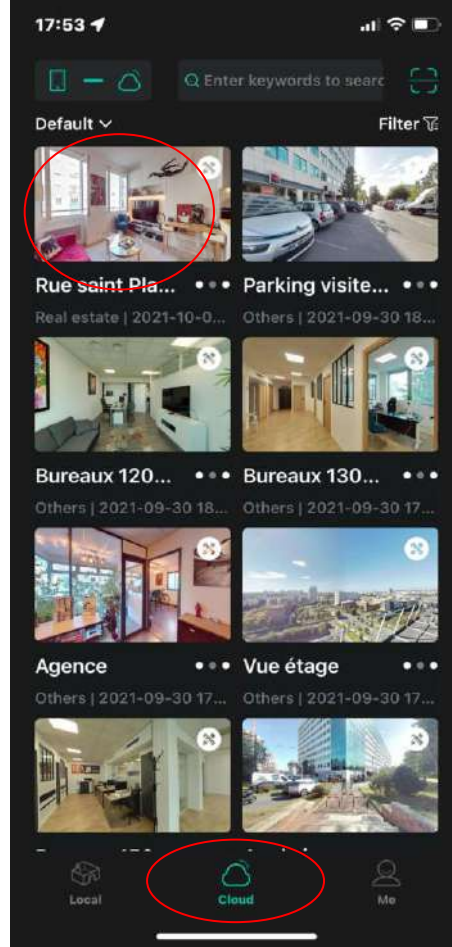 17:53
Enter keywords to searc
Default
Filter
Rue saint Pla... Parking visite...
Real estate | 2021-10-0... Others | 2021-09-30 18...
Bureaux 120... Bureaux 130...
Others | 2021-09-30 18... Others | 2021-09-30 17...
Agence Vue étage
Others | 2021-09-30 17... Others | 2021-09-30 17...
Local
Cloud
Me